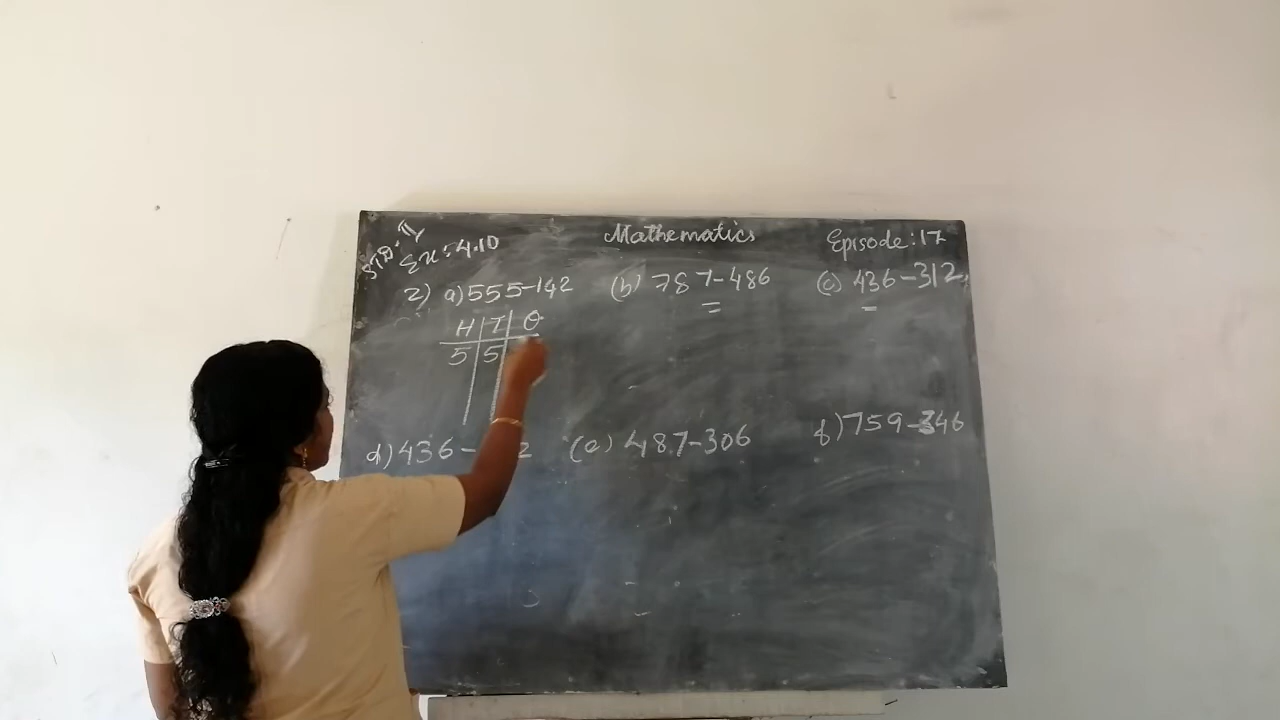 STD: II
Ex: 4.10
Mathematics
Episode: 17
2) a) 555-142 (b) 787-486 (c) 436-312
H T O
5 5
d) 436- 2 (e) 487-306 f) 759-346